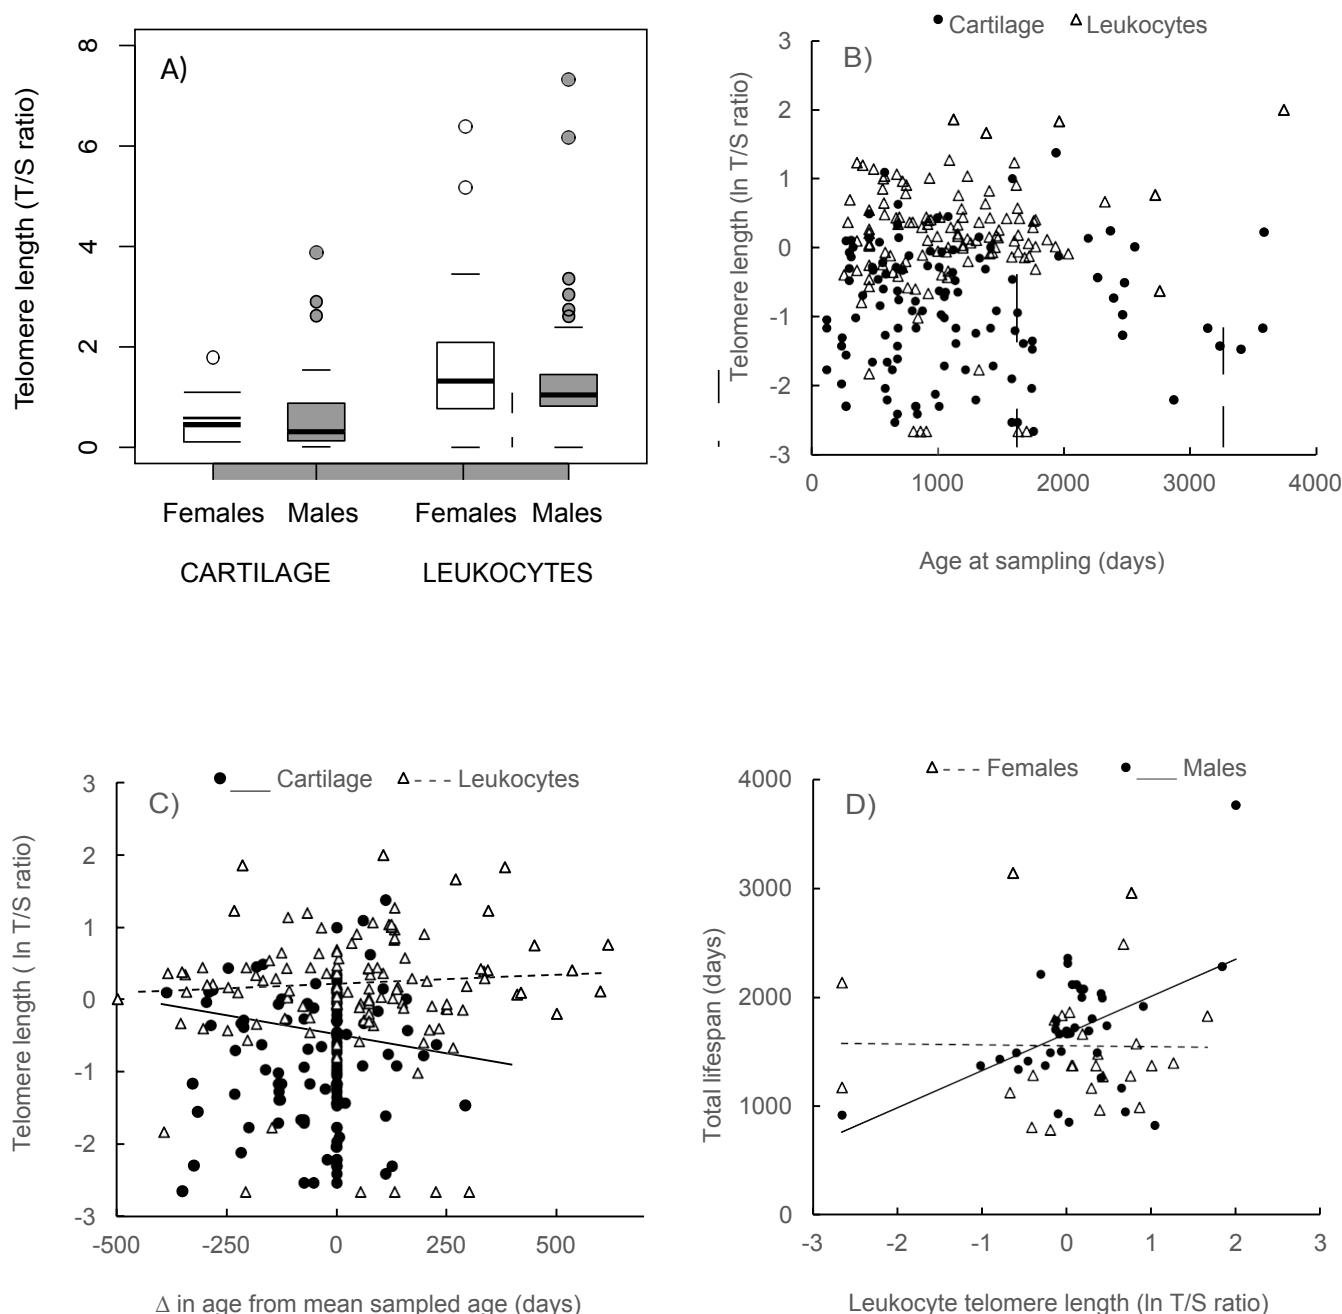 A)
Telomere length (T/S ratio)
8
6
4
2
0
Females Males Females Males
CARTILAGE LEUKOCYTES
Cartilage Leukocytes
B)
Telomere length (ln T/S ratio)
3
2
1
0
-1
-2
-3
0 1000 2000 3000 4000
Age at sampling (days)
Cartilage Leukocytes
C)
Telomere length ( ln T/S ratio)
3
2
1
0
-1
-2
-3
-500 -250 0 250 500
Δ in age from mean sampled age (days)
Females Males
D)
Total lifespan (days)
4000
3000
2000
1000
0
-3 -2 -1 0 1 2 3
Leukocyte telomere length (ln T/S ratio)